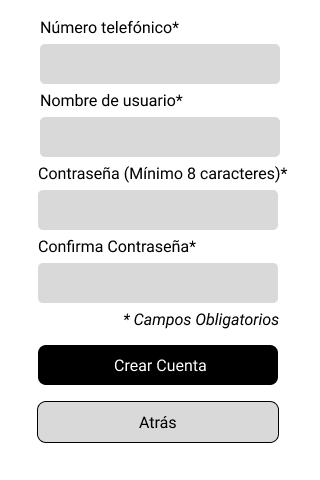 Número telefónico*
Nombre de usuario*
Contraseña (Mínimo 8 caracteres)*
Confirma Contraseña*
* Campos Obligatorios
Crear Cuenta
Atrás